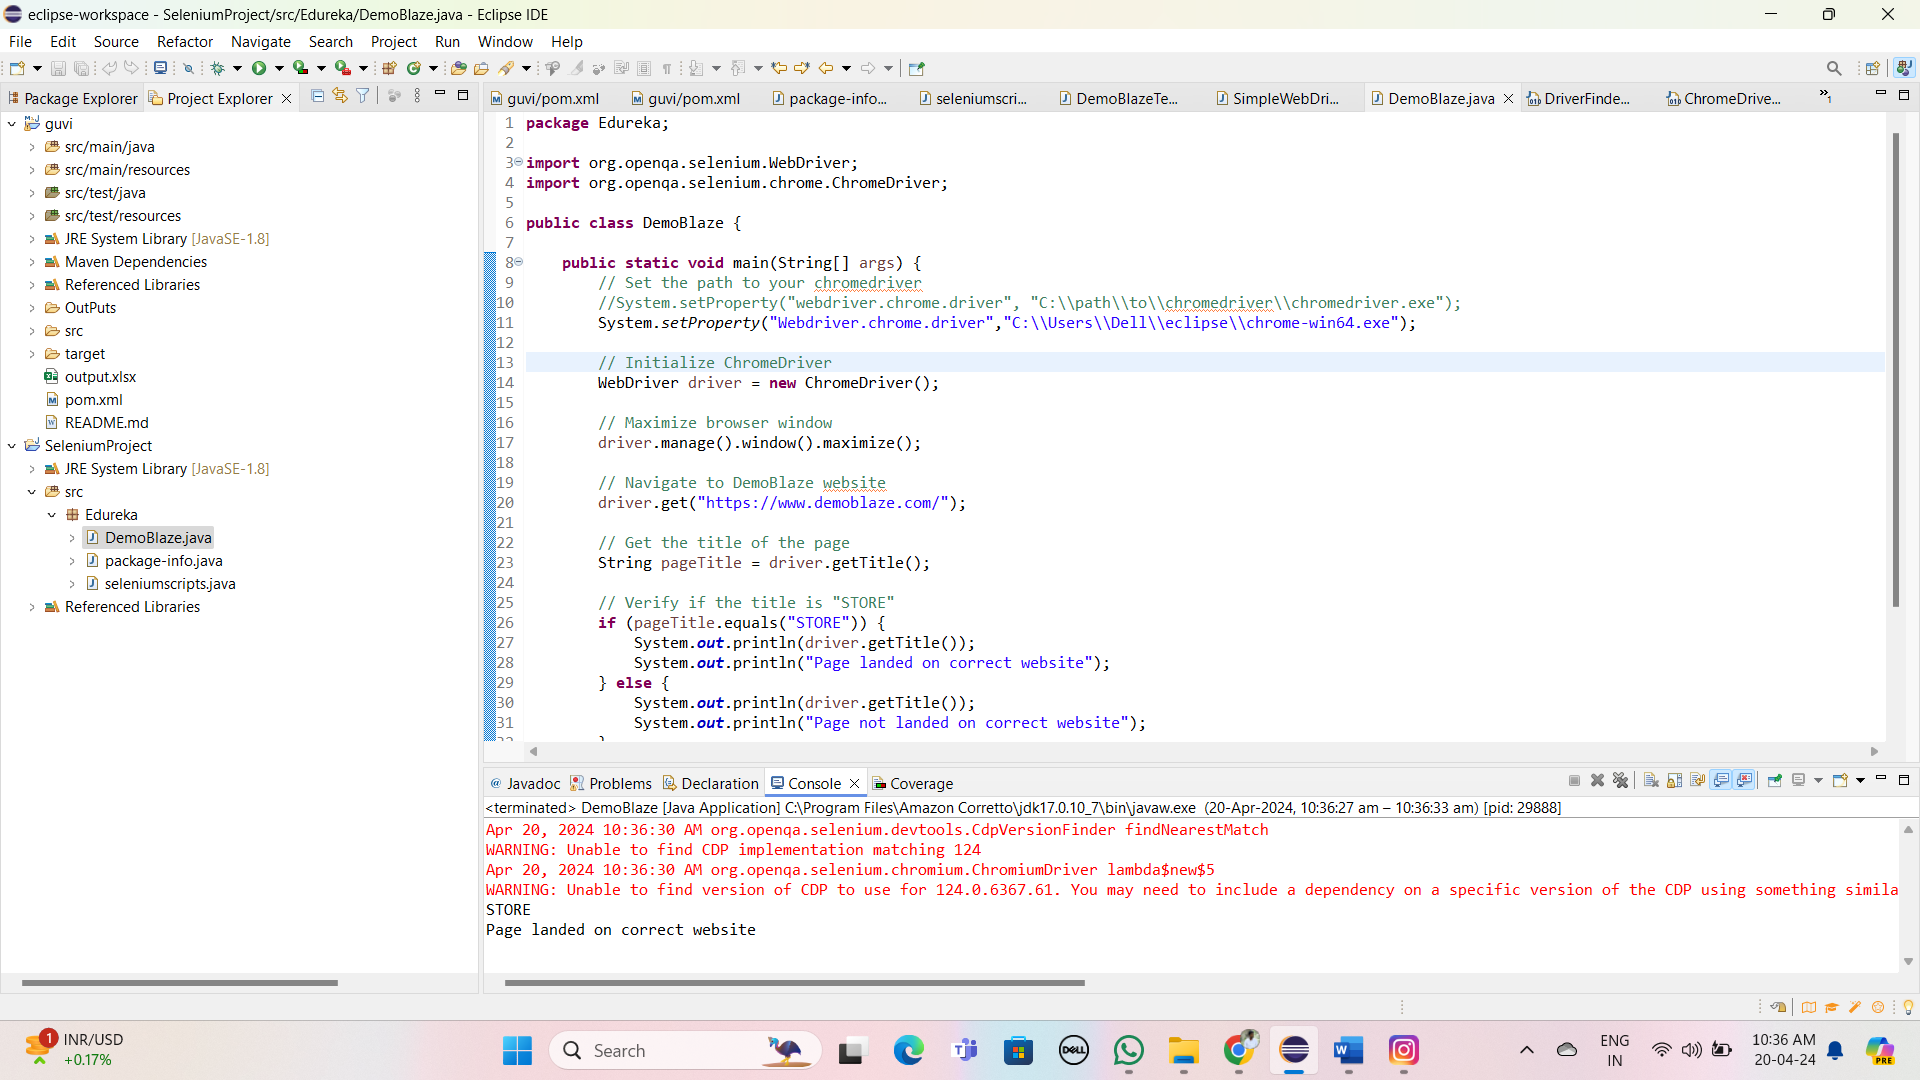 eclipse-workspace - SeleniumProject/src/Edureka/DemoBlaze.java - Eclipse IDE
File Edit Source Refactor Navigate Search Project Run Window Help
Package Explorer Project Explorer
guvi/pom.xml guvi/pom.xml package-info... seleniumscri... DemoBlazeTe... SimpleWebDri... DemoBlaze.java DriverFinde... ChromeDrive... »1
guvi
src/main/java
src/main/resources
src/test/java
src/test/resources
JRE System Library [JavaSE-1.8]
Maven Dependencies
Referenced Libraries
OutPuts
src
target
output.xlsx
pom.xml
README.md
SeleniumProject
JRE System Library [JavaSE-1.8]
src
Edureka
DemoBlaze.java
package-info.java
seleniumscripts.java
Referenced Libraries
1 package Edureka;
2
3 import org.openqa.selenium.WebDriver;
4 import org.openqa.selenium.chrome.ChromeDriver;
5
6 public class DemoBlaze {
7
8 public static void main(String[] args) {
9 // Set the path to your chromedriver
10 //System.setProperty("webdriver.chrome.driver", "C:\\path\\to\\chromedriver\\chromedriver.exe");
11 System.setProperty("Webdriver.chrome.driver","C:\\Users\\Dell\\eclipse\\chrome-win64.exe");
12
13 // Initialize ChromeDriver
14 WebDriver driver = new ChromeDriver();
15
16 // Maximize browser window
17 driver.manage().window().maximize();
18
19 // Navigate to DemoBlaze website
20 driver.get("https://www.demoblaze.com/");
21
22 // Get the title of the page
23 String pageTitle = driver.getTitle();
24
25 // Verify if the title is "STORE"
26 if (pageTitle.equals("STORE")) {
27 System.out.println(driver.getTitle());
28 System.out.println("Page landed on correct website");
29 } else {
30 System.out.println(driver.getTitle());
31 System.out.println("Page not landed on correct website");
Javadoc Problems Declaration Console Coverage
<terminated> DemoBlaze [Java Application] C:\Program Files\Amazon Corretto\jdk17.0.10_7\bin\javaw.exe (20-Apr-2024, 10:36:27 am – 10:36:33 am) [pid: 29888]
Apr 20, 2024 10:36:30 AM org.openqa.selenium.devtools.CdpVersionFinder findNearestMatch
WARNING: Unable to find CDP implementation matching 124
Apr 20, 2024 10:36:30 AM org.openqa.selenium.chromium.ChromiumDriver lambda$new$5
WARNING: Unable to find version of CDP to use for 124.0.6367.61. You may need to include a dependency on a specific version of the CDP using something simila
STORE
Page landed on correct website
1 INR/USD
+0.17%
Search
DELL
ENG
IN
10:36 AM
20-04-24
PRE